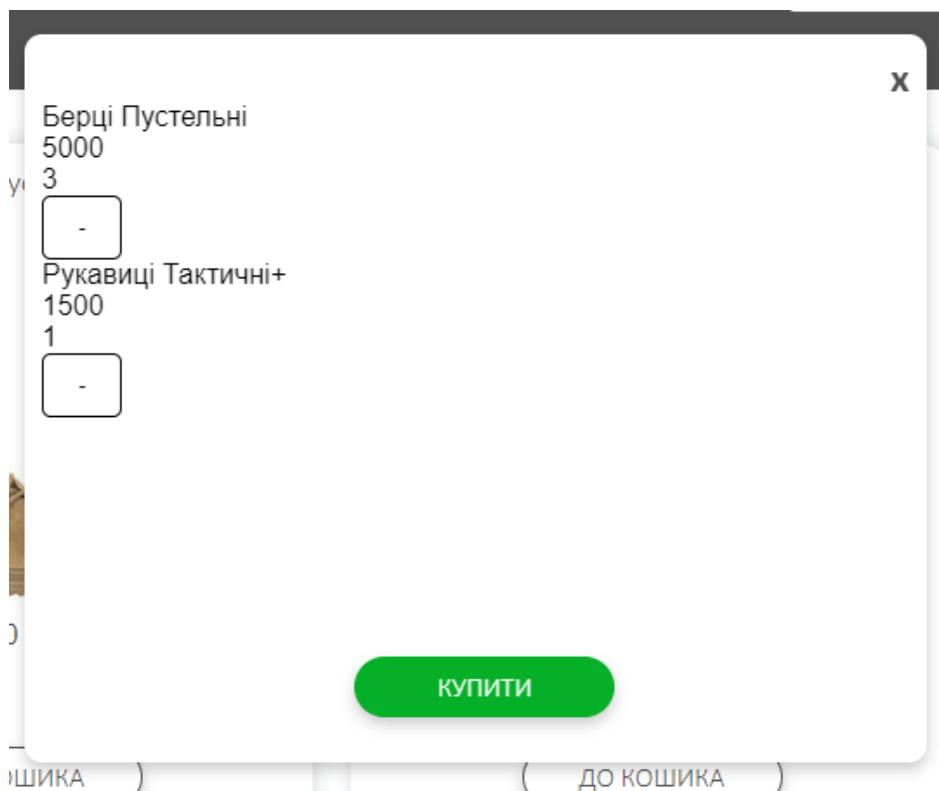 x
Берці Пустельні
5000
3
-
Рукавиці Тактичні+
1500
1
-
КУПИТИ
ДО КОШИКА